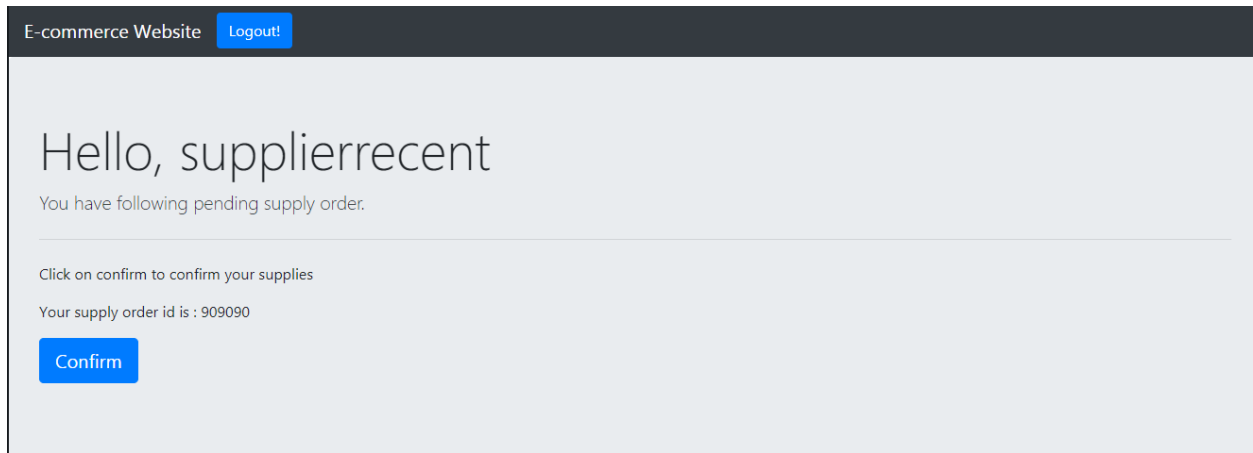 E-commerce Website Logout!
Hello, supplierrecent
You have following pending supply order.
Click on confirm to confirm your supplies
Your supply order id is : 909090
Confirm